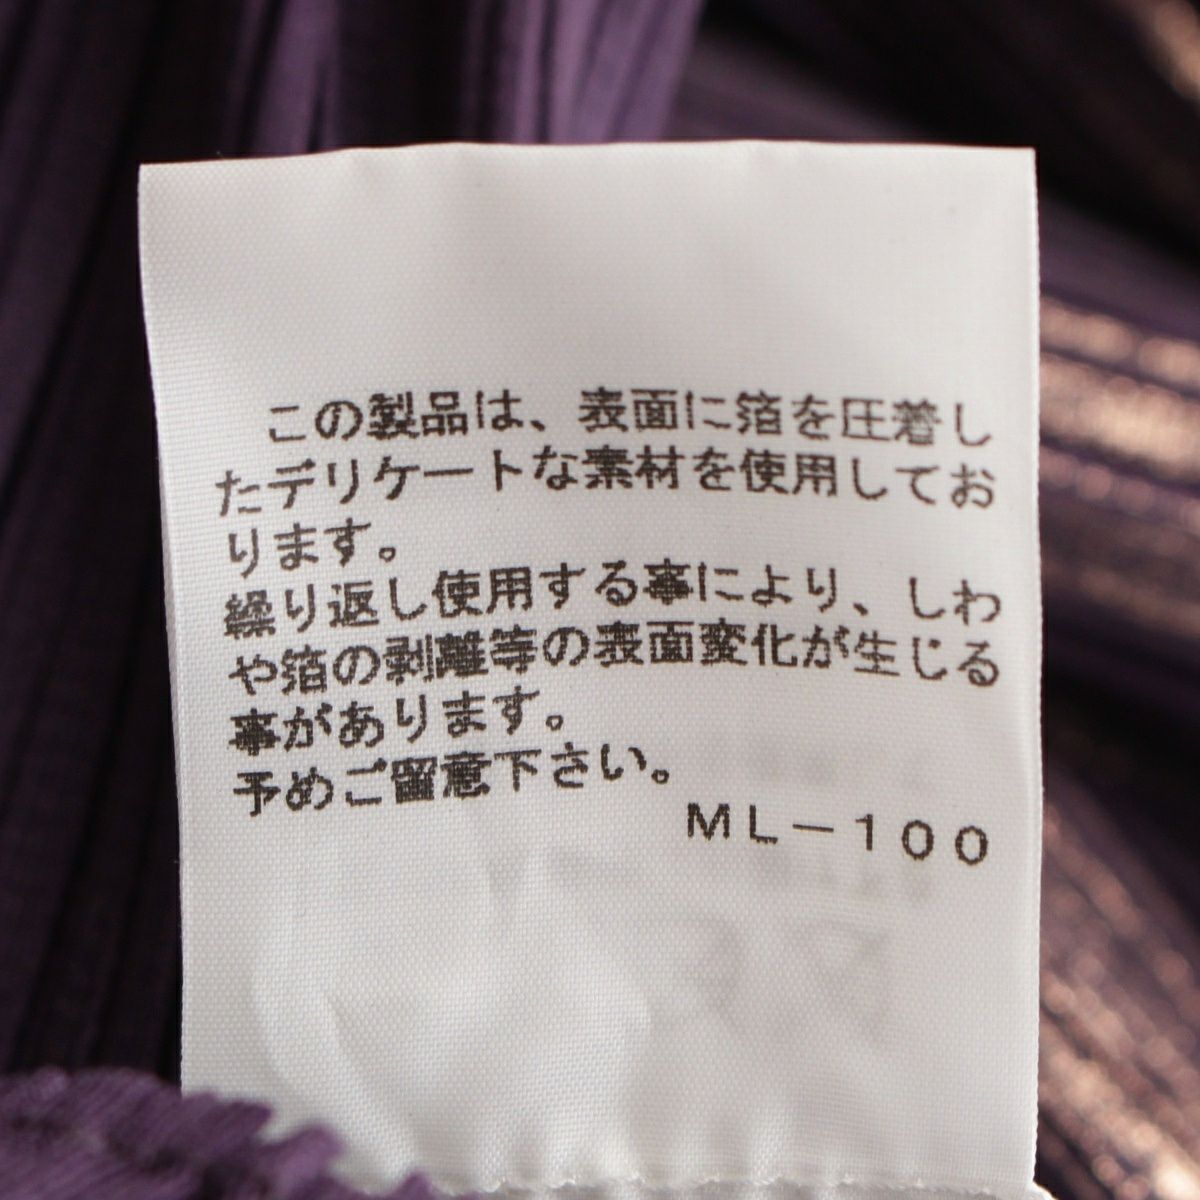 この製品は、表面に箔を圧着し
たデリケートな素材を使用してお
ります。
繰り返し使用する事により、しわ
や箔の剥離等の表面変化が生じる
事があります。
予めご留意下さい。
ＭＬ－１００